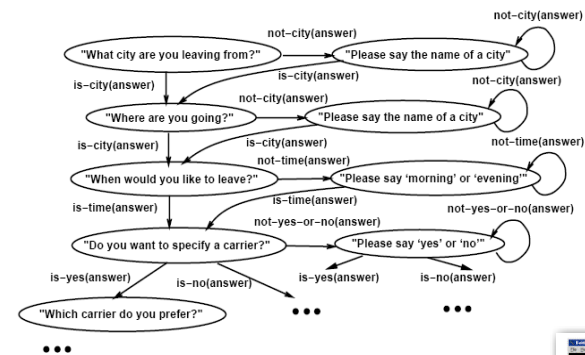 not-city(answer)
not-city(answer)
"What city are you leaving from?"
"Please say the name of a city"
is-city(answer)
is-city(answer)
not-city(answer)
not-city(answer)
"Where are you going?"
"Please say the name of a city"
is-city(answer)
is-city(answer)
not-time(answer)
not-time(answer)
"When would you like to leave?"
"Please say ‘morning’ or ‘evening’"
is-time(answer)
is-time(answer)
not-yes-or-no(answer)
not-yes-or-no(answer)
"Do you want to specify a carrier?"
"Please say ‘yes’ or ‘no’"
is-yes(answer)
is-no(answer)
is-yes(answer)
is-no(answer)
"Which carrier do you prefer?"